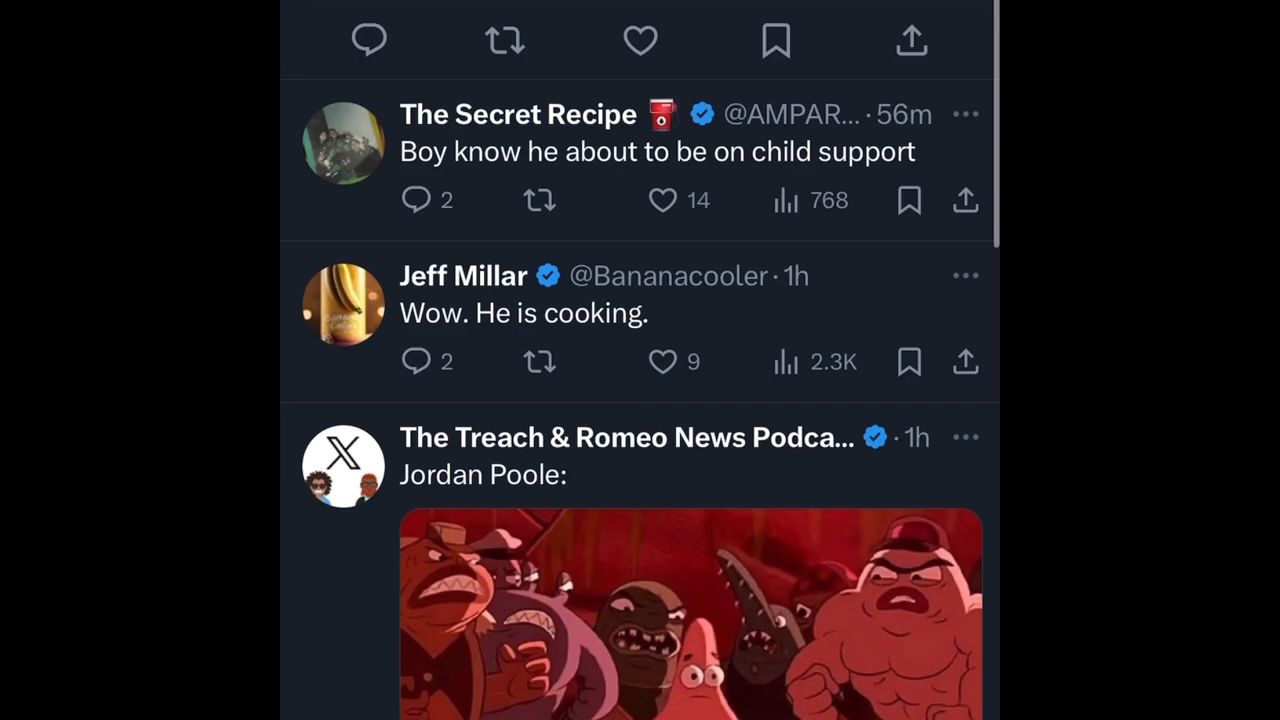 The Secret Recipe @AMPAR... · 56m
Boy know he about to be on child support
2 14 768
Jeff Millar @Bananacooler · 1h
Wow. He is cooking.
2 9 2.3K
The Treach & Romeo News Podca... · 1h
Jordan Poole: